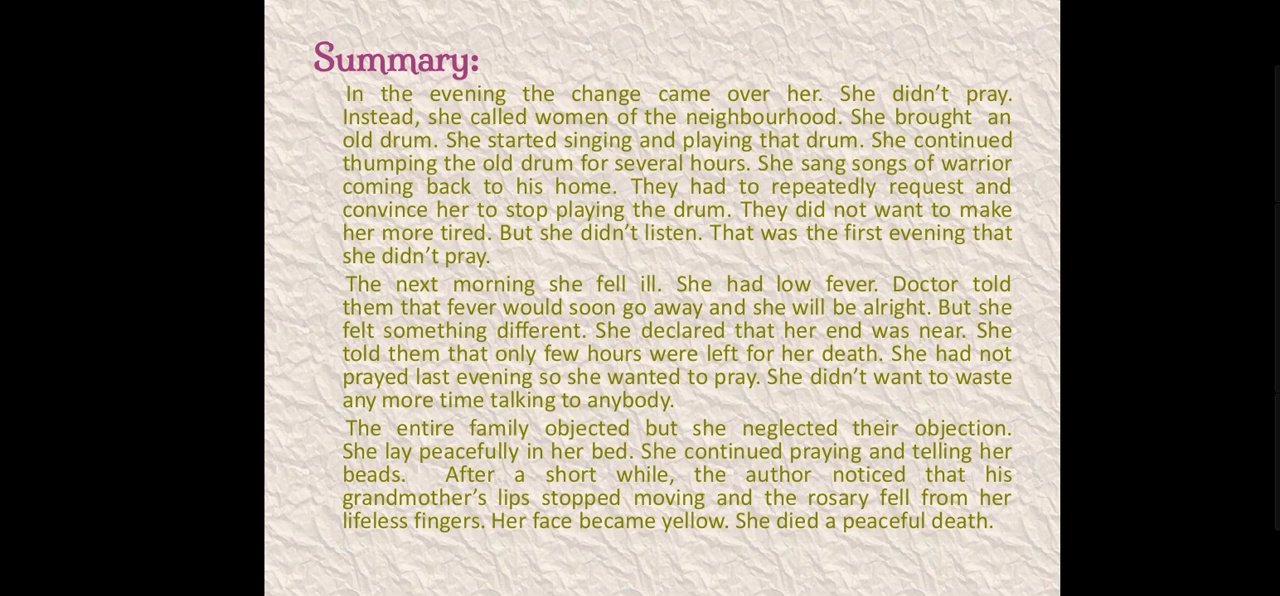 Summary:
In the evening the change came over her. She didn’t pray.
Instead, she called women of the neighbourhood. She brought an
old drum. She started singing and playing that drum. She continued
thumping the old drum for several hours. She sang songs of warrior
coming back to his home. They had to repeatedly request and
convince her to stop playing the drum. They did not want to make
her more tired. But she didn’t listen. That was the first evening that
she didn’t pray.
The next morning she fell ill. She had low fever. Doctor told
them that fever would soon go away and she will be alright. But she
felt something different. She declared that her end was near. She
told them that only few hours were left for her death. She had not
prayed last evening so she wanted to pray. She didn’t want to waste
any more time talking to anybody.
The entire family objected but she neglected their objection.
She lay peacefully in her bed. She continued praying and telling her
beads. After a short while, the author noticed that his
grandmother’s lips stopped moving and the rosary fell from her
lifeless fingers. Her face became yellow. She died a peaceful death.